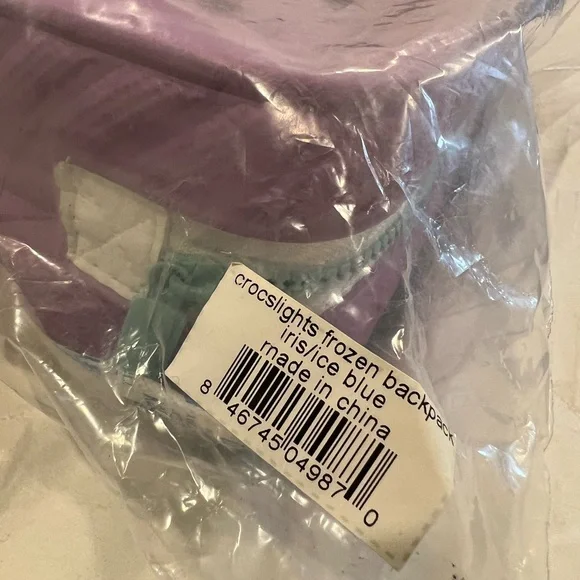 crocslights frozen backpack
iris/ice blue
made in china
8 46745 04987 0